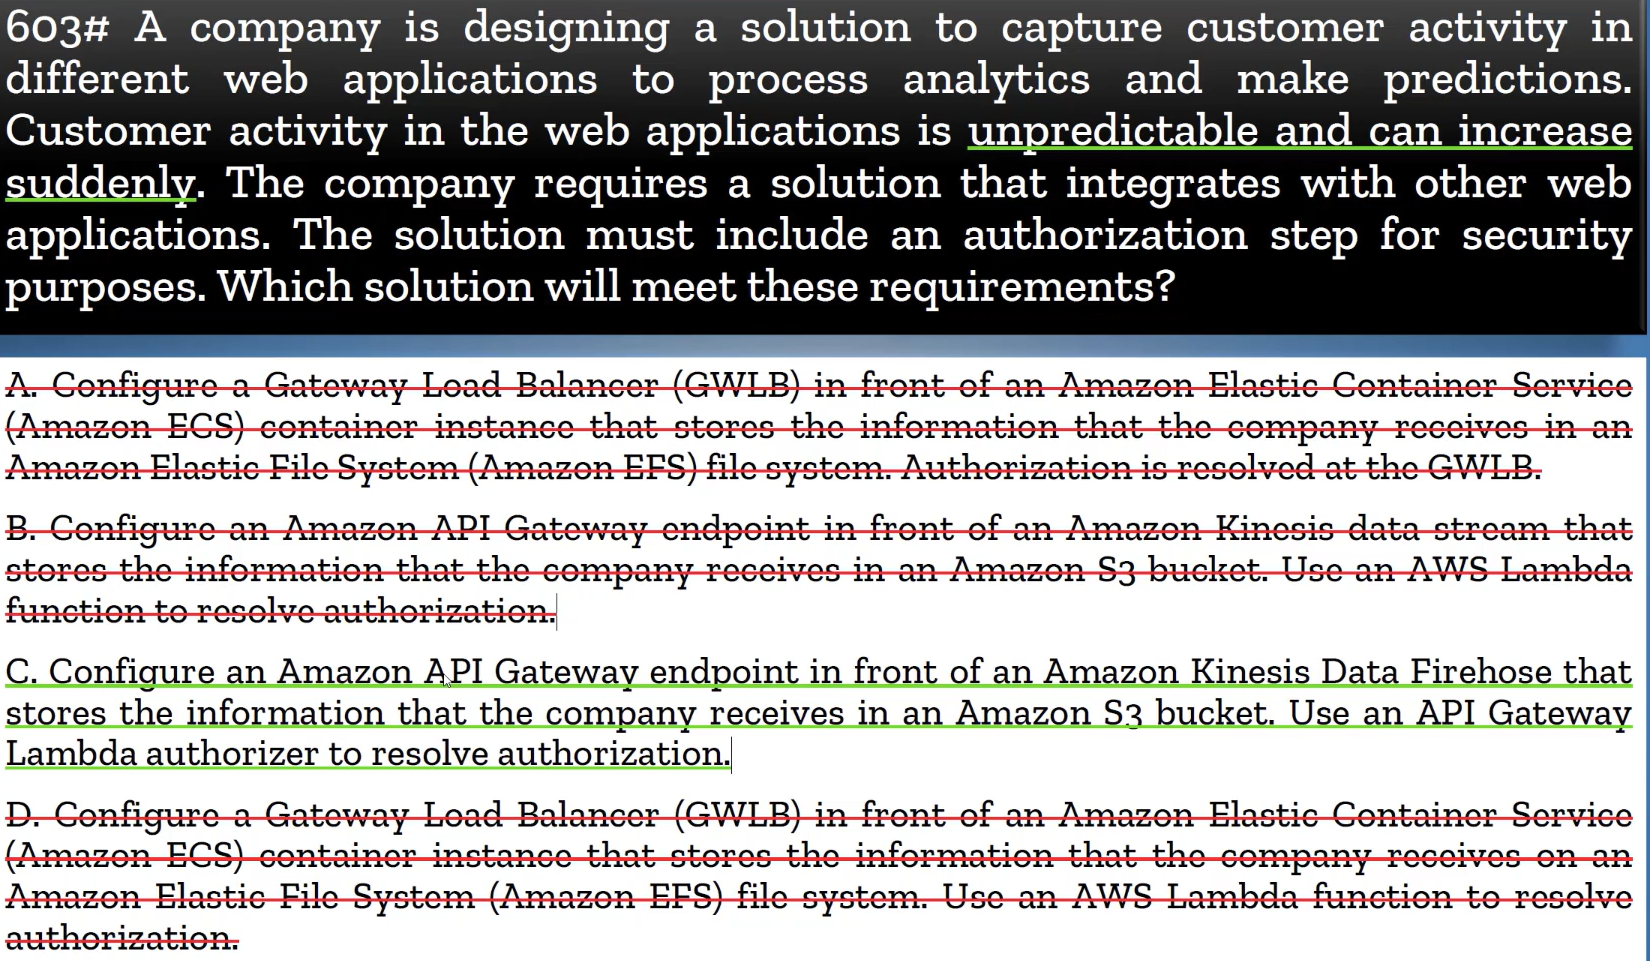 603# A company is designing a solution to capture customer activity in
different web applications to process analytics and make predictions.
Customer activity in the web applications is unpredictable and can increase
suddenly. The company requires a solution that integrates with other web
applications. The solution must include an authorization step for security
purposes. Which solution will meet these requirements?
A. Configure a Gateway Load Balancer (GWLB) in front of an Amazon Elastic Container Service
(Amazon ECS) container instance that stores the information that the company receives in an
Amazon Elastic File System (Amazon EFS) file system. Authorization is resolved at the GWLB.
B. Configure an Amazon API Gateway endpoint in front of an Amazon Kinesis data stream that
stores the information that the company receives in an Amazon S3 bucket. Use an AWS Lambda
function to resolve authorization.
C. Configure an Amazon API Gateway endpoint in front of an Amazon Kinesis Data Firehose that
stores the information that the company receives in an Amazon S3 bucket. Use an API Gateway
Lambda authorizer to resolve authorization.
D. Configure a Gateway Load Balancer (GWLB) in front of an Amazon Elastic Container Service
(Amazon ECS) container instance that stores the information that the company receives on an
Amazon Elastic File System (Amazon EFS) file system. Use an AWS Lambda function to resolve
authorization.